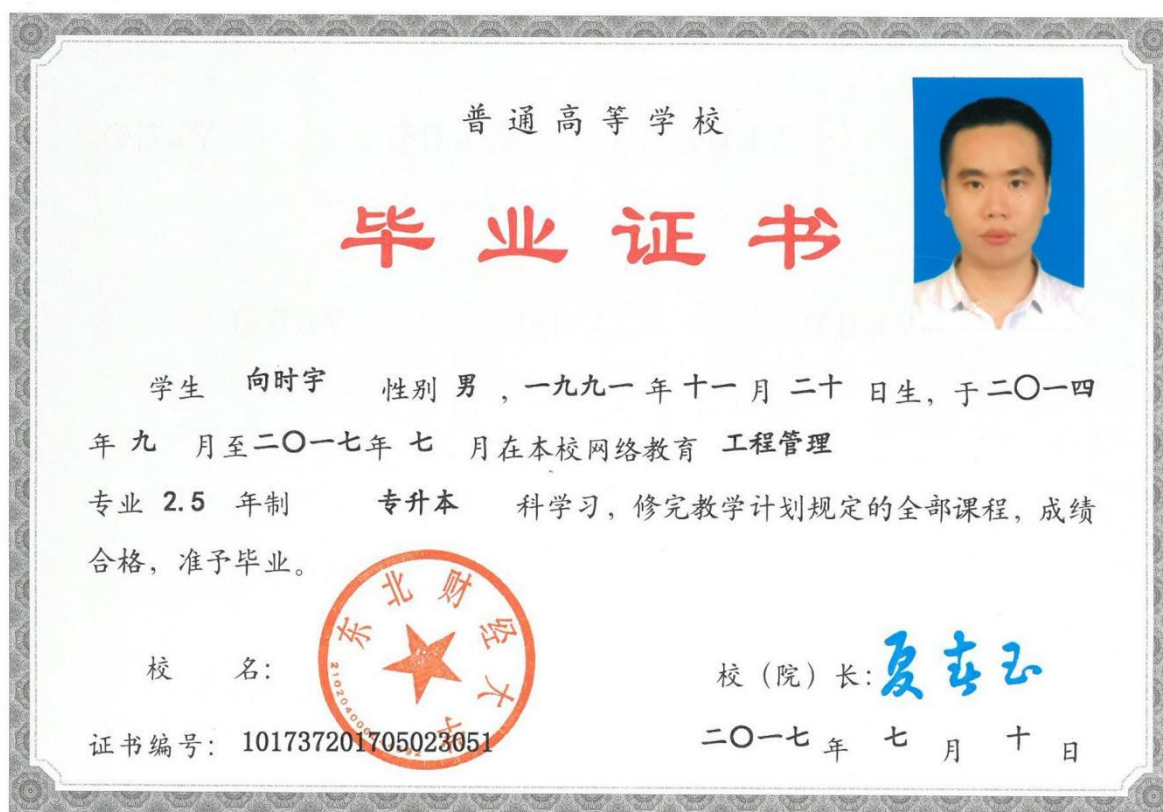 普通高等学校
毕业证书
学生 向时宇 性别 男 ，一九九一 年 十一 月 二十 日生，于 二〇一四
年 九 月至 二〇一七 年 七 月在本校网络教育 工程管理
专业 2.5 年制 专升本 科学习，修完教学计划规定的全部课程，成绩
合格，准予毕业。
东北财经大学
校 名：
校（院）长：夏春玉
证书编号：101737201705023051
二〇一七 年 七 月 十 日